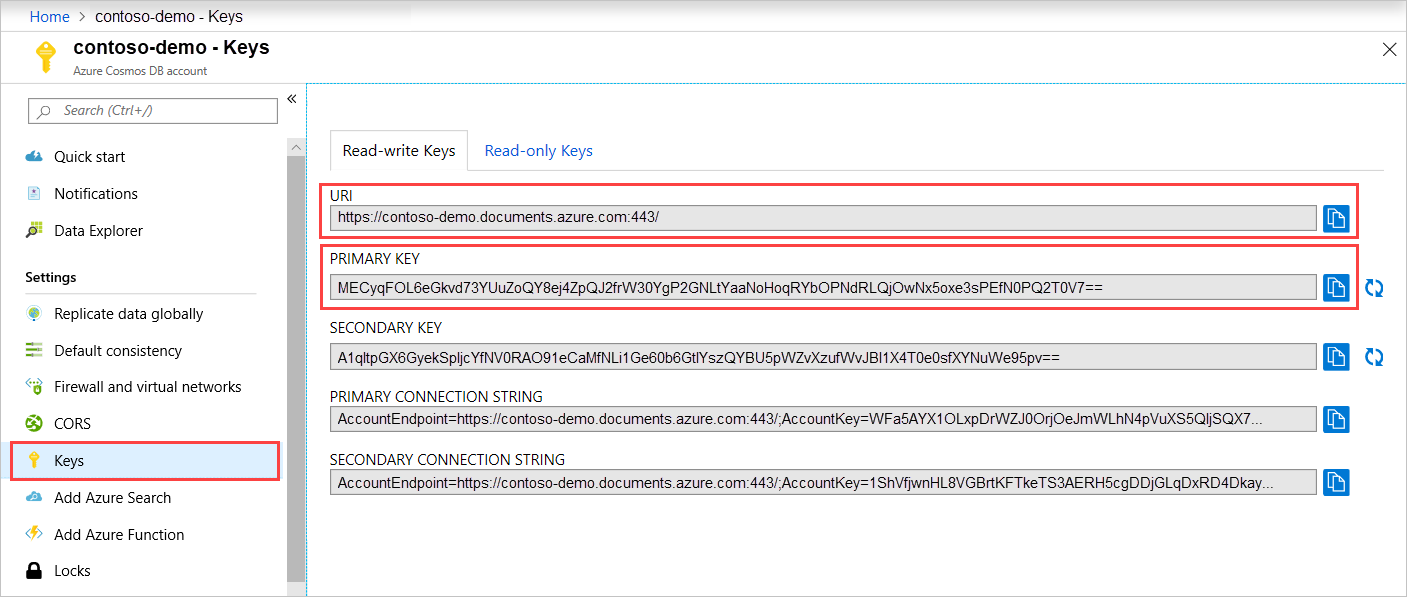 Home > contoso-demo - Keys
contoso-demo - Keys
Azure Cosmos DB account
Search (Ctrl+/)
«
Quick start
Notifications
Data Explorer
Settings
Replicate data globally
Default consistency
Firewall and virtual networks
CORS
Keys
Add Azure Search
Add Azure Function
Locks
Read-write Keys
Read-only Keys
URI
https://contoso-demo.documents.azure.com:443/
PRIMARY KEY
MECyqFOL6eGkvd73YUuZoQY8ej4ZpQJ2frW30YgP2GNLtYaaNoHoqRYbOPNdRLQjOwNx5oxe3sPEfN0PQ2T0V7==
SECONDARY KEY
A1qltpGX6GyekSpljcYfNV0RAO91eCaMfNLi1Ge60b6GtlYszQYBU5pWZvXzufWvJBl1X4T0e0sfXYNuWe95pv==
PRIMARY CONNECTION STRING
AccountEndpoint=https://contoso-demo.documents.azure.com:443/;AccountKey=WFa5AYX1OLxpDrWZJ0OrjOeJmWLhN4pVuXS5QljSQX7...
SECONDARY CONNECTION STRING
AccountEndpoint=https://contoso-demo.documents.azure.com:443/;AccountKey=1ShVfjwnHL8VGBrtKFTkeTS3AERH5cgDDjGLqDxRD4Dkay...